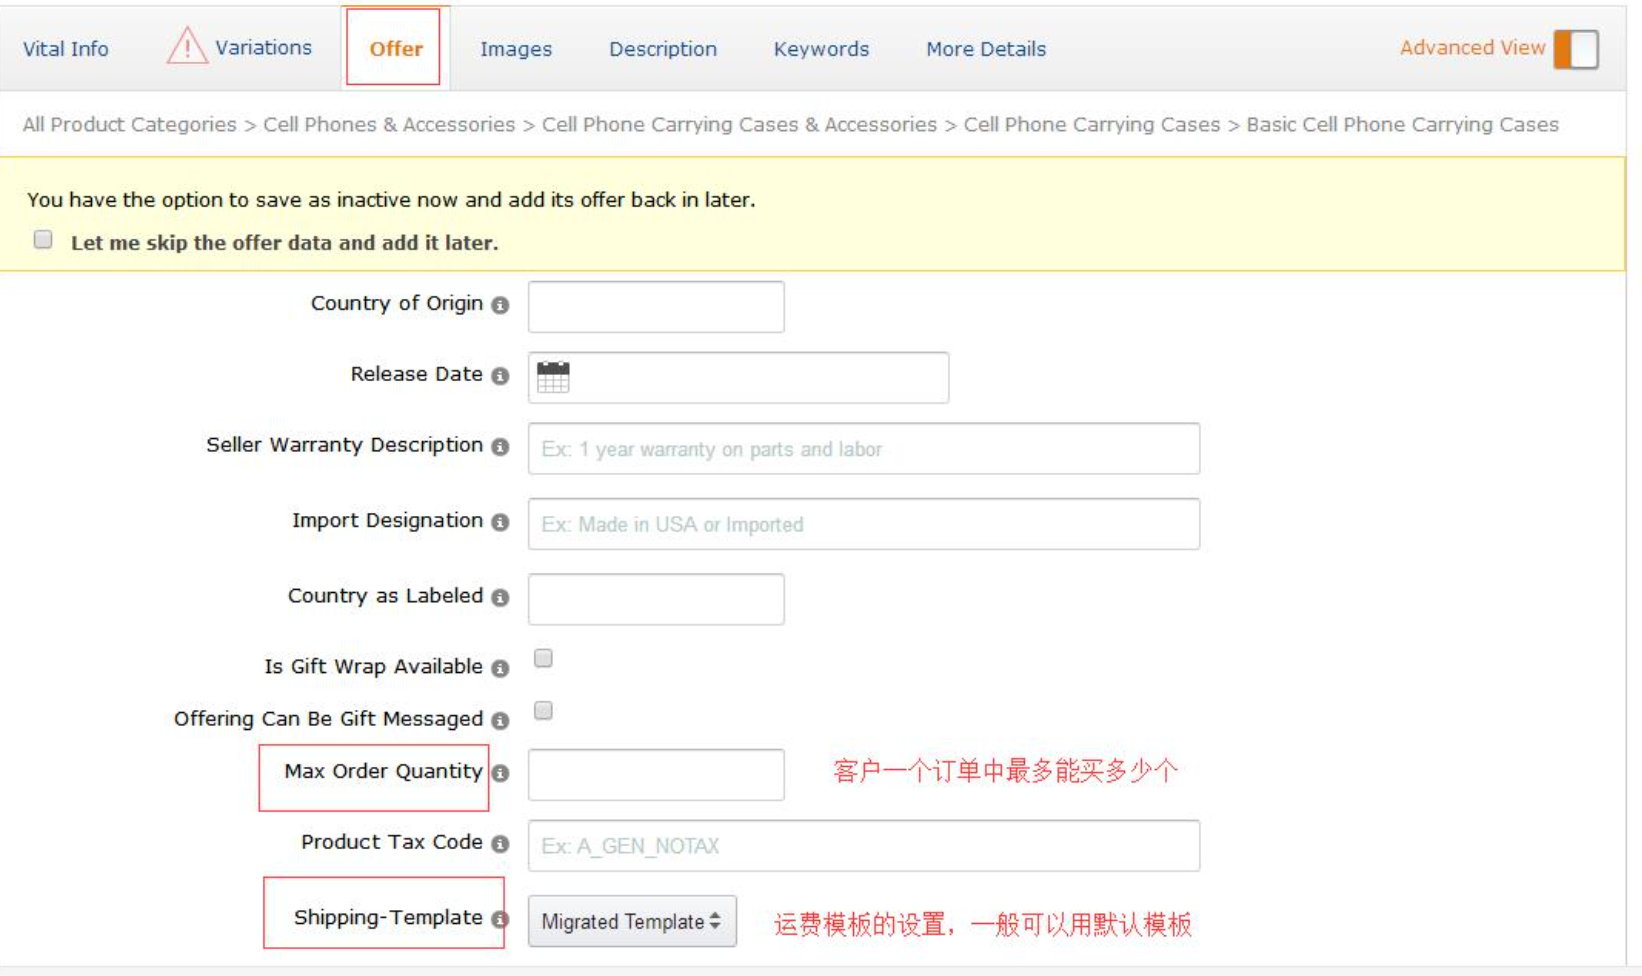 Vital Info
Variations
Offer
Images
Description
Keywords
More Details
Advanced View
All Product Categories > Cell Phones & Accessories > Cell Phone Carrying Cases & Accessories > Cell Phone Carrying Cases > Basic Cell Phone Carrying Cases
You have the option to save as inactive now and add its offer back in later.
Let me skip the offer data and add it later.
Country of Origin
Release Date
Seller Warranty Description
Ex: 1 year warranty on parts and labor
Import Designation
Ex: Made in USA or Imported
Country as Labeled
Is Gift Wrap Available
Offering Can Be Gift Messaged
Max Order Quantity
客户一个订单中最多能买多少个
Product Tax Code
Ex: A_GEN_NOTAX
Shipping-Template
Migrated Template
运费模板的设置，一般可以用默认模板